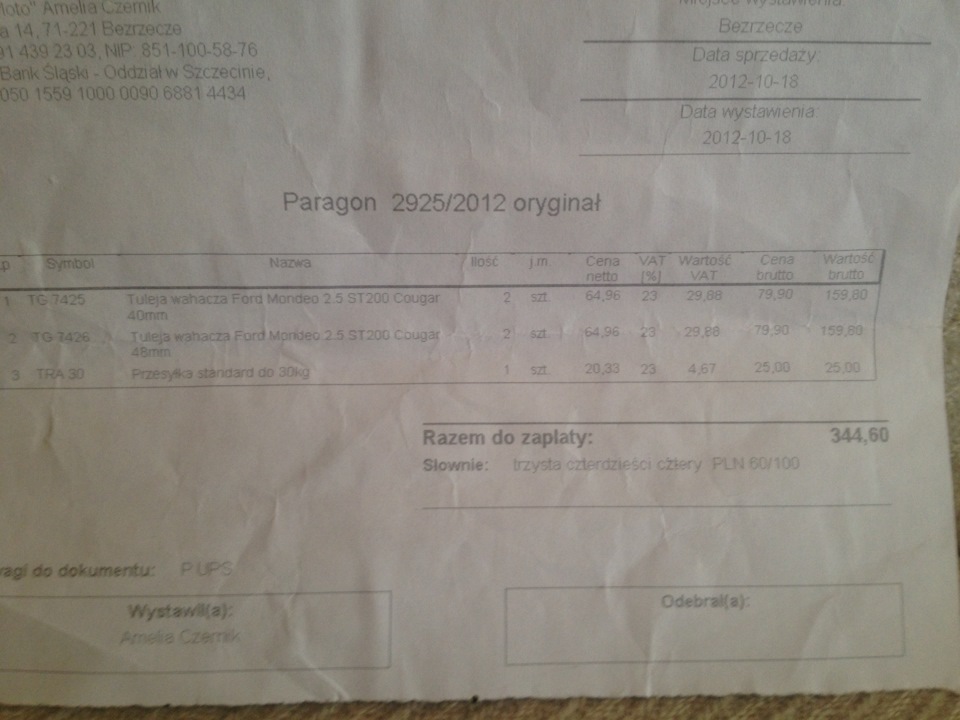 Moto" Amelia Czernik
a 14, 71-221 Bezrzecze
91 439 23 03, NIP: 851-100-58-76
Bank Śląski - Oddział w Szczecinie,
050 1559 1000 0090 6881 4434
Miejsce wystawienia:
Bezrzecze
Data sprzedaży:
2012-10-18
Data wystawienia:
2012-10-18
Paragon 2925/2012 oryginał
p Symbol Nazwa Ilość j.m. Cena netto VAT [%] Wartość VAT Cena brutto Wartość brutto
1 TG 7425 Tuleja wahacza Ford Mondeo 2.5 ST200 Cougar 2 szt. 64,96 23 29,88 79,90 159,80
40mm
2 TG 7426 Tuleja wahacza Ford Mondeo 2.5 ST200 Cougar 2 szt. 64,96 23 29,88 79,90 159,80
48mm
3 TRA 30 Przesyłka standard do 30kg 1 szt. 20,33 23 4,67 25,00 25,00
Razem do zapłaty: 344,60
Słownie: trzysta czterdzieści cztery PLN 60/100
wagi do dokumentu: P.UPS
Wystawił(a):
Amelia Czernik
Odebrał(a):